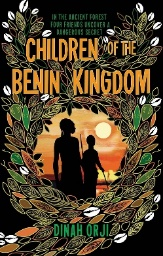 IN THE ANCIENT FOREST
FOUR FRIENDS UNCOVER A
DANGEROUS SECRET
CHILDREN OF THE
BENIN KINGDOM
DINAH ORJI